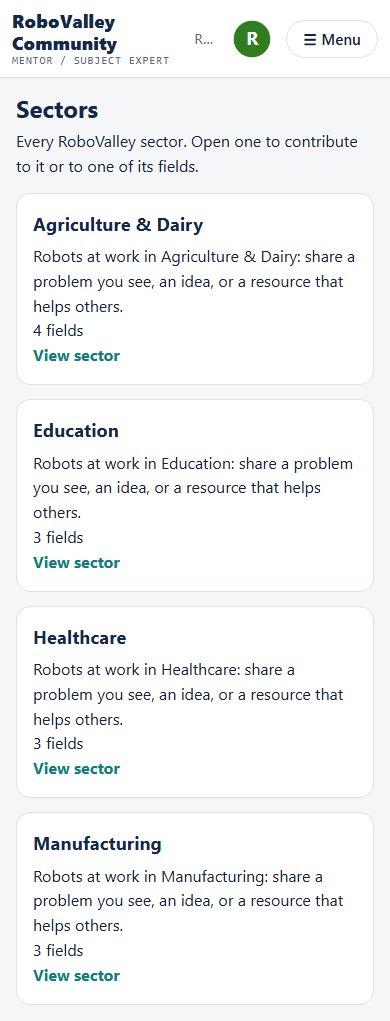 RoboValley
Community
MENTOR / SUBJECT EXPERT
R...
R
☰ Menu
Sectors
Every RoboValley sector. Open one to contribute
to it or to one of its fields.
Agriculture & Dairy
Robots at work in Agriculture & Dairy: share a
problem you see, an idea, or a resource that
helps others.
4 fields
View sector
Education
Robots at work in Education: share a problem
you see, an idea, or a resource that helps
others.
3 fields
View sector
Healthcare
Robots at work in Healthcare: share a
problem you see, an idea, or a resource that
helps others.
3 fields
View sector
Manufacturing
Robots at work in Manufacturing: share a
problem you see, an idea, or a resource that
helps others.
3 fields
View sector